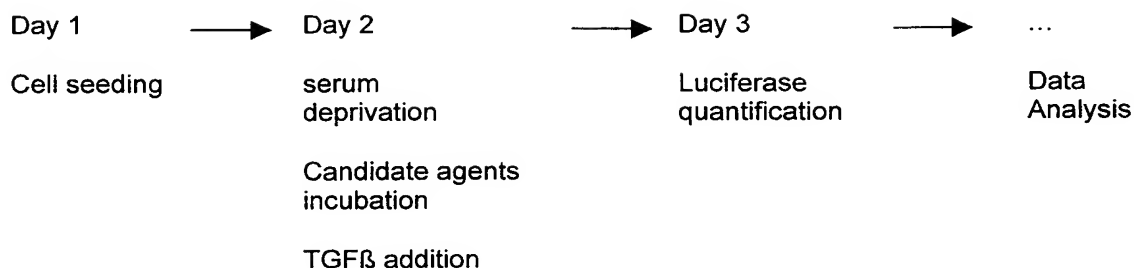 Day 1
Day 2
Day 3
...
Cell seeding
serum
deprivation
Luciferase
quantification
Data
Analysis
Candidate agents
incubation
TGFß addition